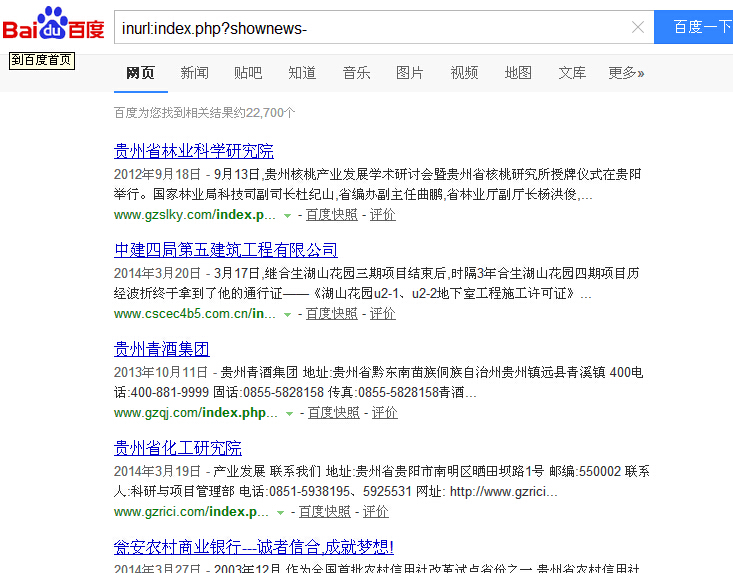 Bai du 百度
inurl:index.php?shownews-
百度一下
到百度首页
网页 新闻 贴吧 知道 音乐 图片 视频 地图 文库 更多»
百度为您找到相关结果约22,700个
贵州省林业科学研究院
2012年9月18日 - 9月13日,贵州核桃产业发展学术研讨会暨贵州省核桃研究所授牌仪式在贵阳
举行。国家林业局科技司副司长杜纪山,省编办副主任曲鹏,省林业厅副厅长杨洪俊,...
www.gzslky.com/index.p... - 百度快照 - 评价
中建四局第五建筑工程有限公司
2014年3月20日 - 3月17日,继合生湖山花园三期项目结束后,时隔3年合生湖山花园四期项目历
经波折终于拿到了他的通行证——《湖山花园u2-1、u2-2地下室工程施工许可证》...
www.cscec4b5.com.cn/in... - 百度快照 - 评价
贵州青酒集团
2013年10月11日 - 贵州青酒集团 地址:贵州省黔东南苗族侗族自治州贵州镇远县青溪镇 400电
话:400-881-9999 固话:0855-5828158 传真:0855-5828158青酒...
www.gzqj.com/index.php... - 百度快照 - 评价
贵州省化工研究院
2014年3月19日 - 产业发展 联系我们 地址:贵州省贵阳市南明区晒田坝路1号 邮编:550002 联系
人:科研与项目管理部 电话:0851-5938195、5925531 网址: http://www.gzrici...
www.gzrici.com/index.p... - 百度快照 - 评价
瓮安农村商业银行---诚者信合,成就梦想!
2014年3月27日 - 2003年12月,作为全国首批农村信用社改革试点省份之一,贵州省农村信用社